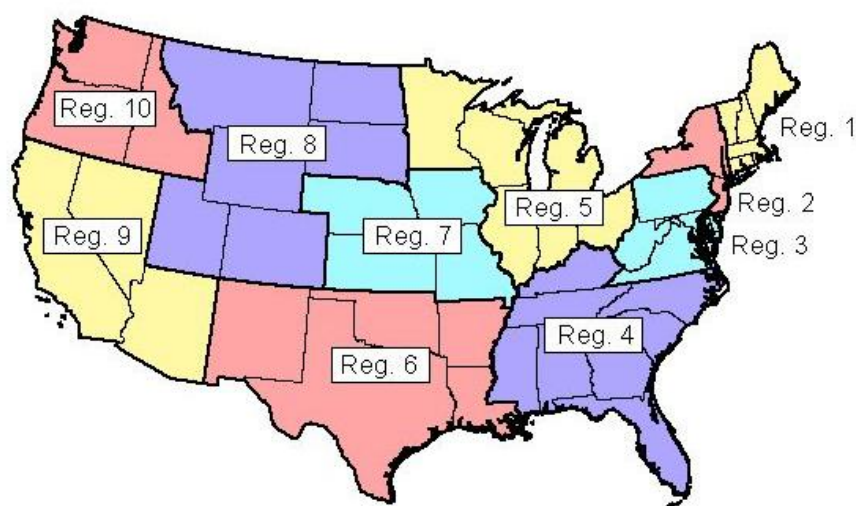 Reg. 10
Reg. 8
Reg. 1
Reg. 5
Reg. 2
Reg. 9
Reg. 7
Reg. 3
Reg. 4
Reg. 6